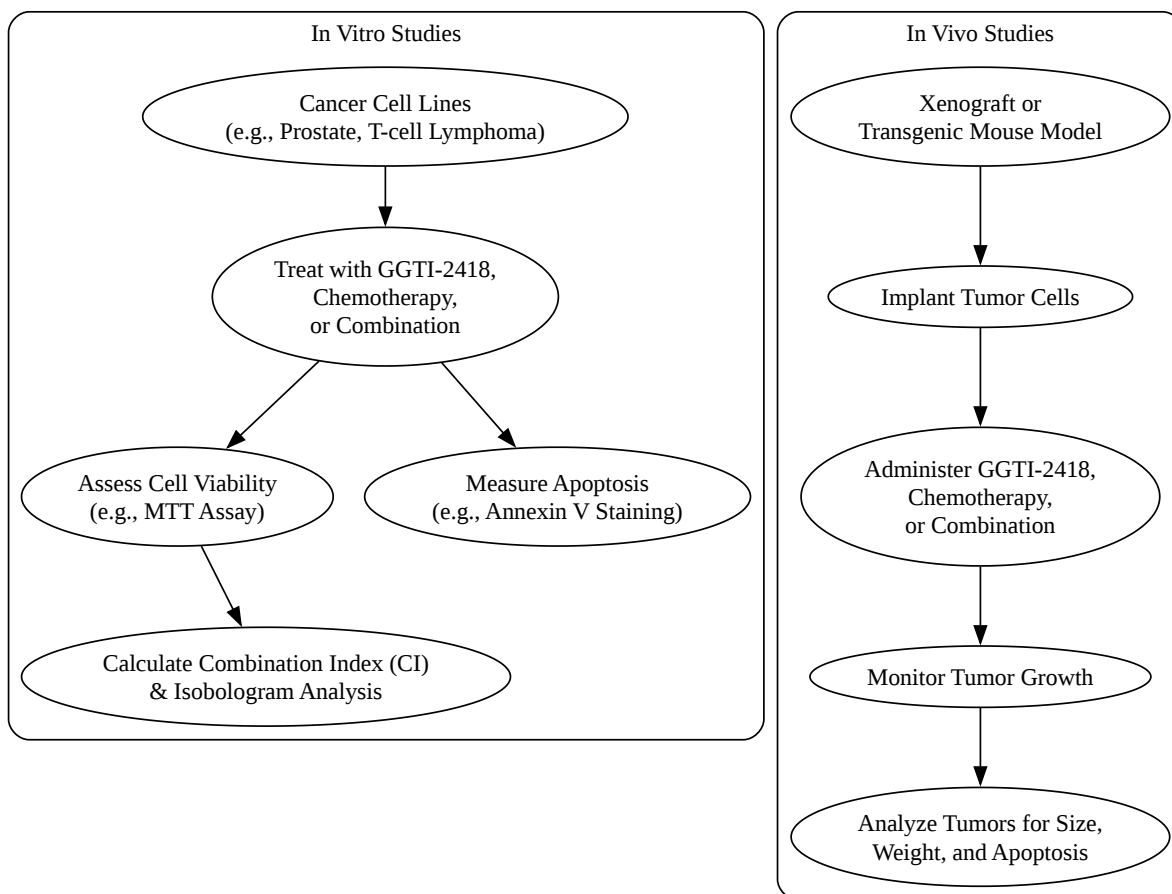 In Vitro Studies
Cancer Cell Lines
(e.g., Prostate, T-cell Lymphoma)
Treat with GGTI-2418,
Chemotherapy,
or Combination
Assess Cell Viability
(e.g., MTT Assay)
Measure Apoptosis
(e.g., Annexin V Staining)
Calculate Combination Index (CI)
& Isobologram Analysis
In Vivo Studies
Xenograft or
Transgenic Mouse Model
Implant Tumor Cells
Administer GGTI-2418,
Chemotherapy,
or Combination
Monitor Tumor Growth
Analyze Tumors for Size,
Weight, and Apoptosis